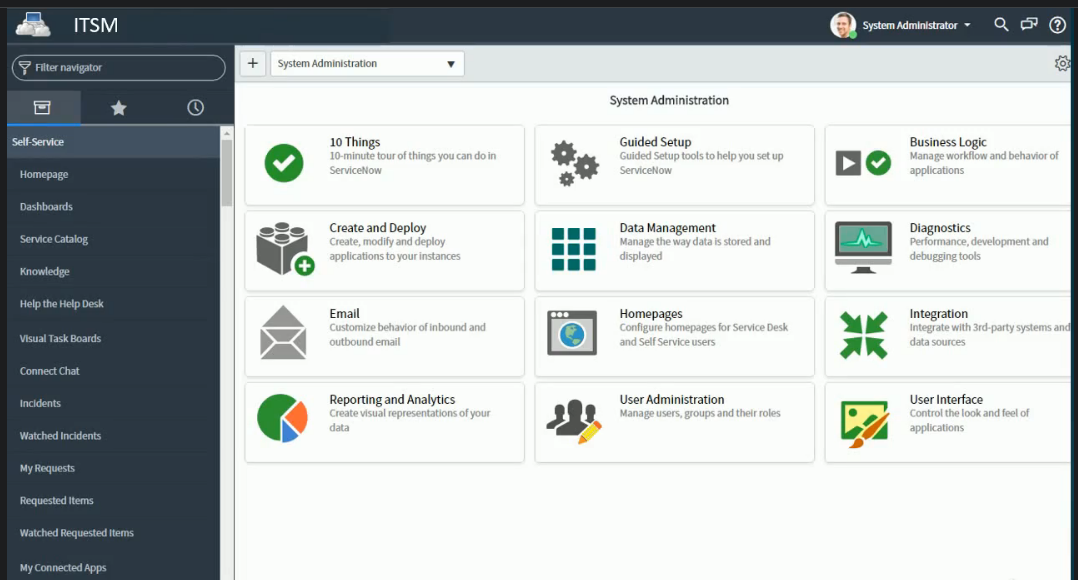 ITSM
System Administrator
Filter navigator
+
System Administration
System Administration
Self-Service
Homepage
Dashboards
Service Catalog
Knowledge
Help the Help Desk
Visual Task Boards
Connect Chat
Incidents
Watched Incidents
My Requests
Requested Items
Watched Requested Items
My Connected Apps
10 Things
10-minute tour of things you can do in
ServiceNow
Guided Setup
Guided Setup tools to help you set up
ServiceNow
Business Logic
Manage workflow and behavior of
applications
Create and Deploy
Create, modify and deploy
applications to your instances
Data Management
Manage the way data is stored and
displayed
Diagnostics
Performance, development and
debugging tools
Email
Customize behavior of inbound and
outbound email
Homepages
Configure homepages for Service Desk
and Self Service users
Integration
Integrate with 3rd-party systems and
data sources
Reporting and Analytics
Create visual representations of your
data
User Administration
Manage users, groups and their roles
User Interface
Control the look and feel of
applications